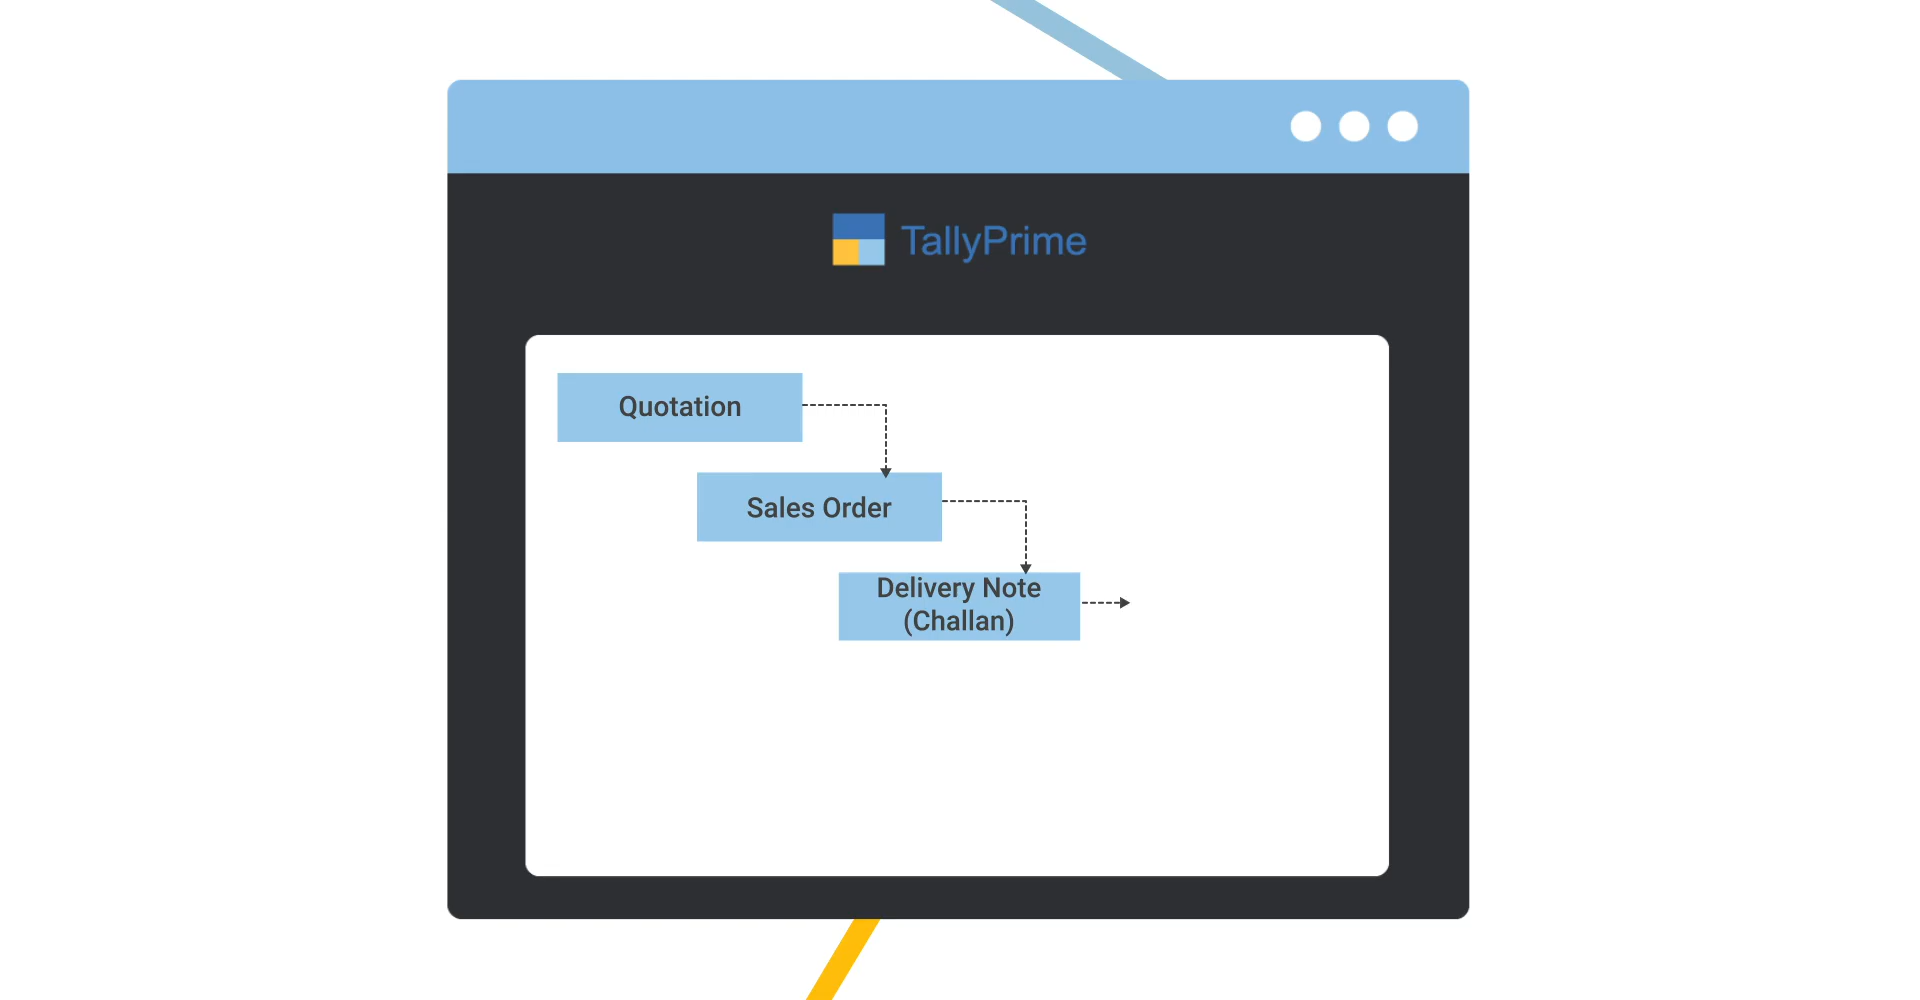 TallyPrime
Quotation
Sales Order
Delivery Note
(Challan)